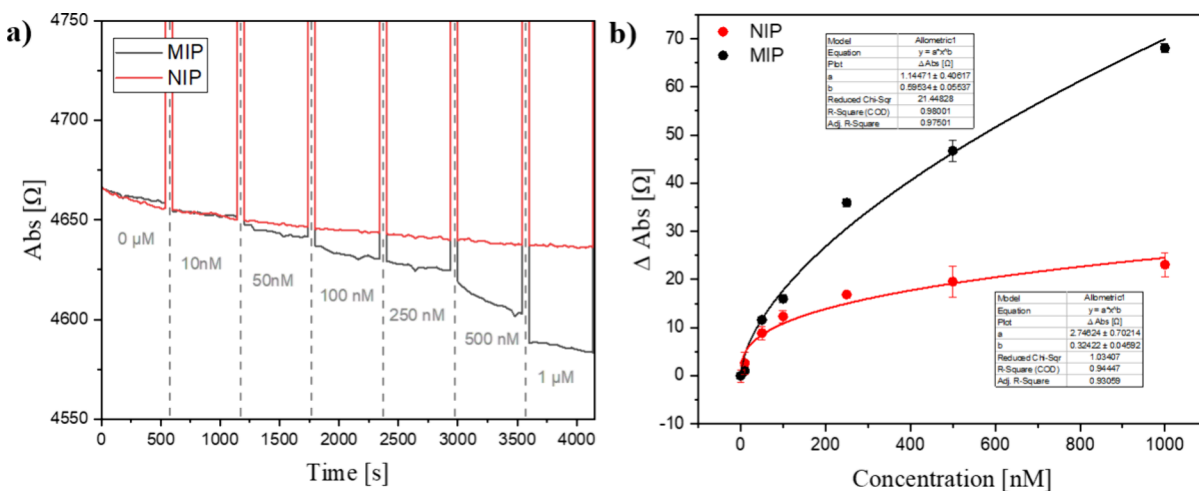 a)
4750
4700
4650
4600
4550
Abs [Ω]
MIP
NIP
0 µM
10nM
50nM
100 nM
250 nM
500 nM
1 µM
0 500 1000 1500 2000 2500 3000 3500 4000
Time [s]
b)
NIP
MIP
70
60
50
40
30
20
10
0
-10
Δ Abs [Ω]
Model Allometric1
Equation y = a*x^b
Plot Δ Abs [Ω]
a 1.14471 ± 0.40617
b 0.59534 ± 0.05537
Reduced Chi-Sqr 21.44828
R-Square (COD) 0.98001
Adj. R-Square 0.97501
Model Allometric1
Equation y = a*x^b
Plot Δ Abs [Ω]
a 2.74624 ± 0.70214
b 0.32422 ± 0.04592
Reduced Chi-Sqr 1.03407
R-Square (COD) 0.94447
Adj. R-Square 0.93059
0 200 400 600 800 1000
Concentration [nM]